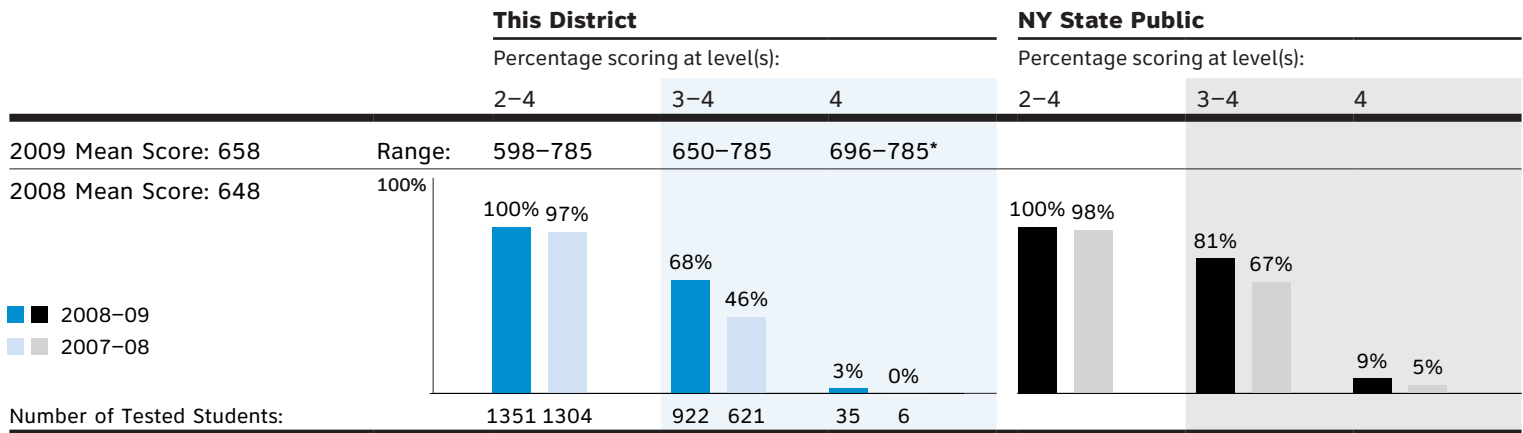 This District NY State Public
Percentage scoring at level(s): Percentage scoring at level(s):
2–4 3–4 4 2–4 3–4 4
2009 Mean Score: 658 Range: 598–785 650–785 696–785*
2008 Mean Score: 648 100%
100% 97% 100% 98%
81%
68% 67%
46%
2008–09
2007–08
3% 0% 9% 5%
Number of Tested Students: 1351 1304 922 621 35 6